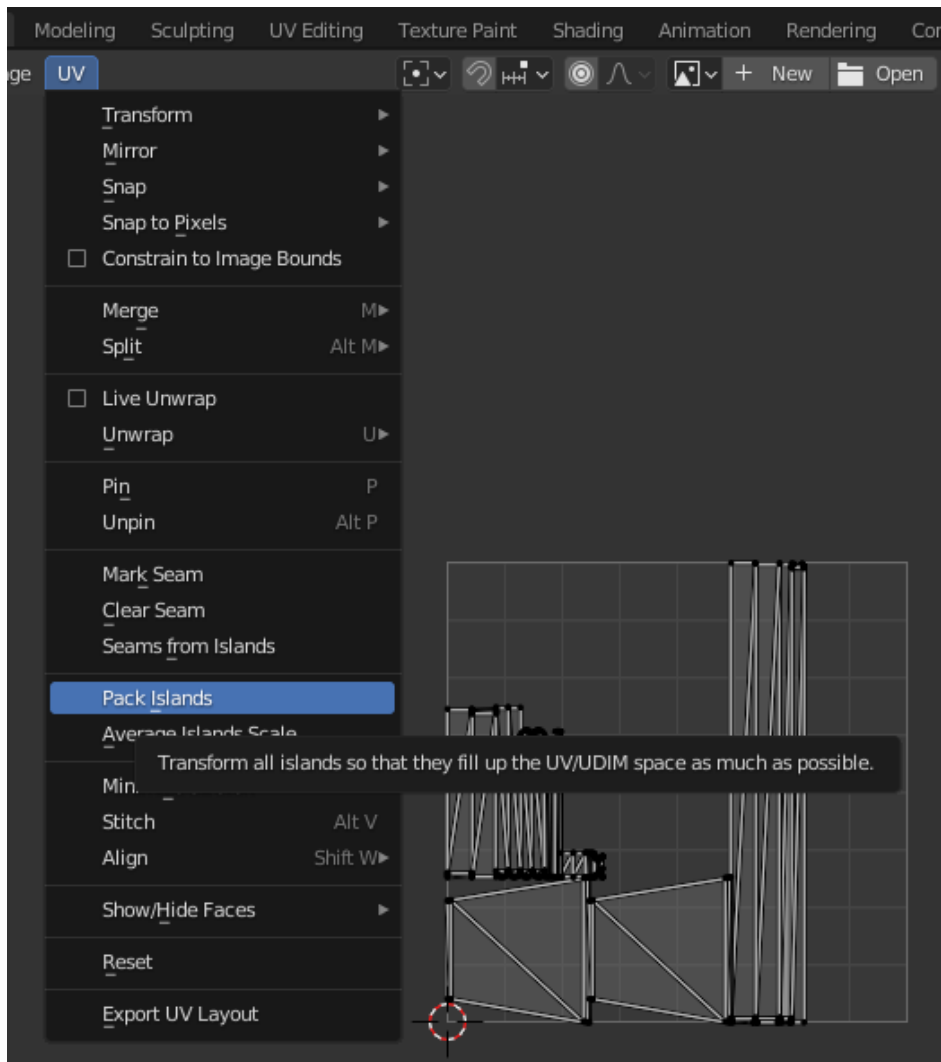 Modeling Sculpting UV Editing Texture Paint Shading Animation Rendering
UV New Open
Transform
Mirror
Snap
Snap to Pixels
Constrain to Image Bounds
Merge M
Split Alt M
Live Unwrap
Unwrap U
Pin P
Unpin Alt P
Mark Seam
Clear Seam
Seams from Islands
Pack Islands
Average Islands Scale
Transform all islands so that they fill up the UV/UDIM space as much as possible.
Stitch Alt V
Align Shift W
Show/Hide Faces
Reset
Export UV Layout